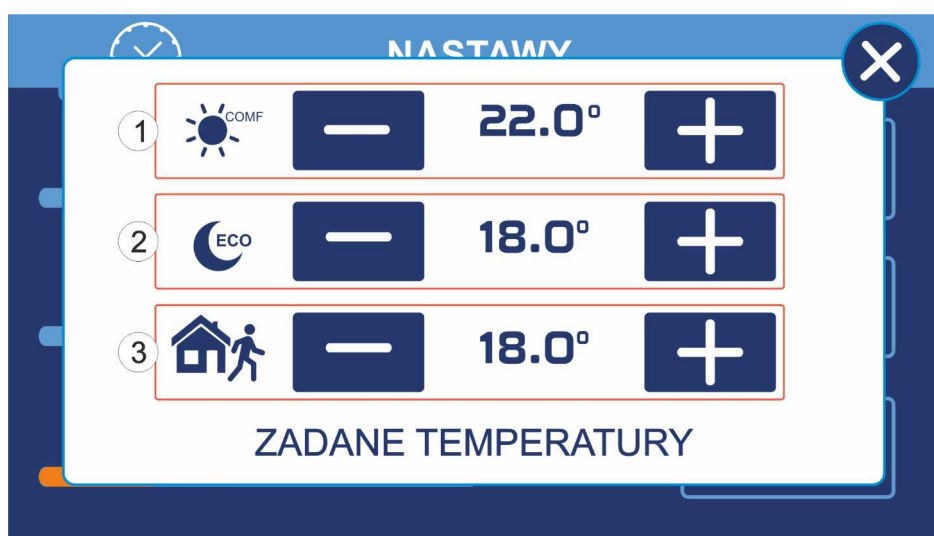 NASTAWY
1
COMF
22.0°
2
ECO
18.0°
3
18.0°
ZADANE TEMPERATURY